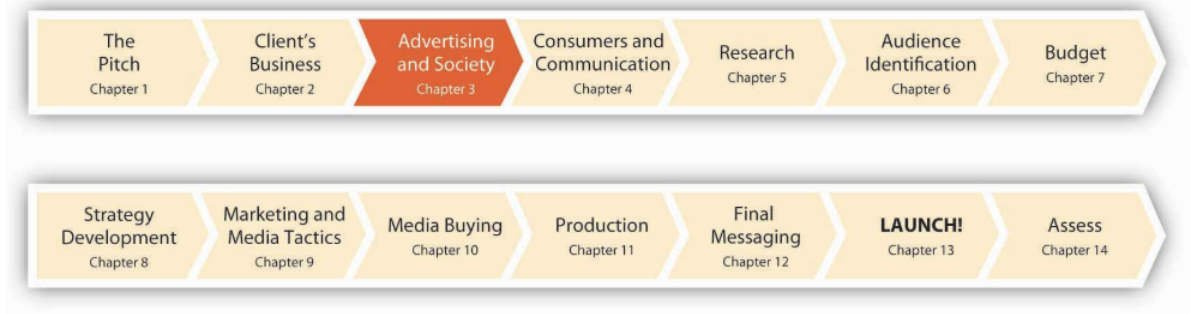 The
Pitch
Chapter 1
Client's
Business
Chapter 2
Advertising
and Society
Chapter 3
Consumers and
Communication
Chapter 4
Research
Chapter 5
Audience
Identification
Chapter 6
Budget
Chapter 7
Strategy
Development
Chapter 8
Marketing and
Media Tactics
Chapter 9
Media Buying
Chapter 10
Production
Chapter 11
Final
Messaging
Chapter 12
LAUNCH!
Chapter 13
Assess
Chapter 14